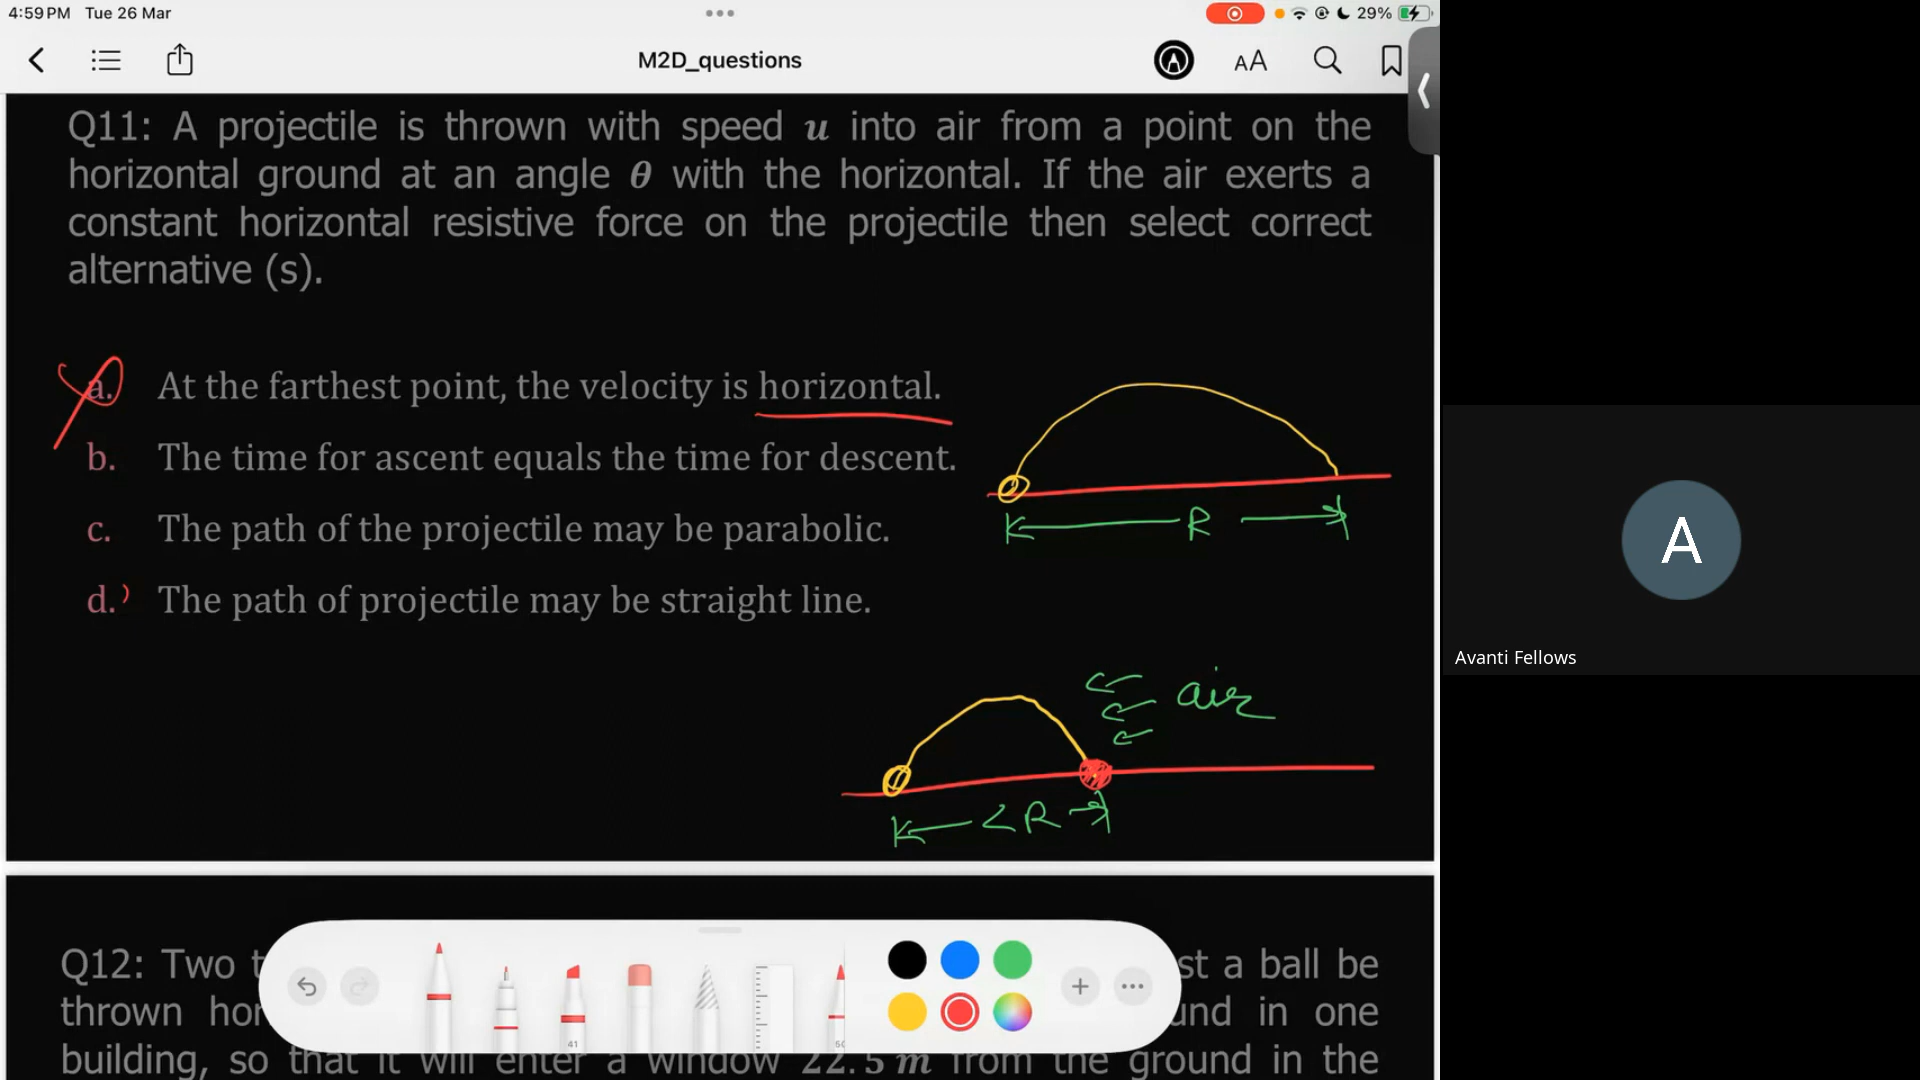 4:59 PM Tue 26 Mar
29%
M2D_questions
AA
Q11: A projectile is thrown with speed u into air from a point on the
horizontal ground at an angle θ with the horizontal. If the air exerts a
constant horizontal resistive force on the projectile then select correct
alternative (s).
a. At the farthest point, the velocity is horizontal.
b. The time for ascent equals the time for descent.
c. The path of the projectile may be parabolic.
d. The path of projectile may be straight line.
R
air
<R
A
Avanti Fellows
Q12: Two st a ball be
thrown in one
building, so that it will enter a window 22.5 m from the ground in the
41